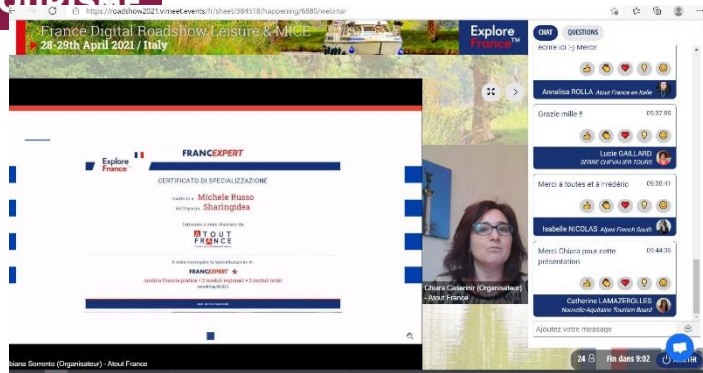 https://roadshow2021.vimeet.events/fr/sheet/384518/happening/6880/webinar
France Digital Roadshow Leisure & MICE
28-29th April 2021 / Italy
Explore
France™
CHAT
QUESTIONS
écrire ici :-) Merci!
Annalisa ROLLA Atout France en Italie
Grazie mille !!
09:37:55
Lucie GAILLARD
SERRE CHEVALIER TOURS
Merci à toutes et à Frédéric
09:38:41
Isabelle NICOLAS Alpes French South
Merci Chiara pour cette
présentation
09:44:35
Catherine LAMAZEROLLES
Nouvelle-Aquitaine Tourism Board
Ajoutez votre message
24
Fin dans 9:02
Explore
France
FRANCEXPERT
CERTIFICATO DI SPECIALIZZAZIONE
Michele Russo
Sharingidea
ATOUT
FRANCE
FRANCEXPERT
(Organisateur)
- Atout France
biana Sorrento (Organisateur) - Atout France